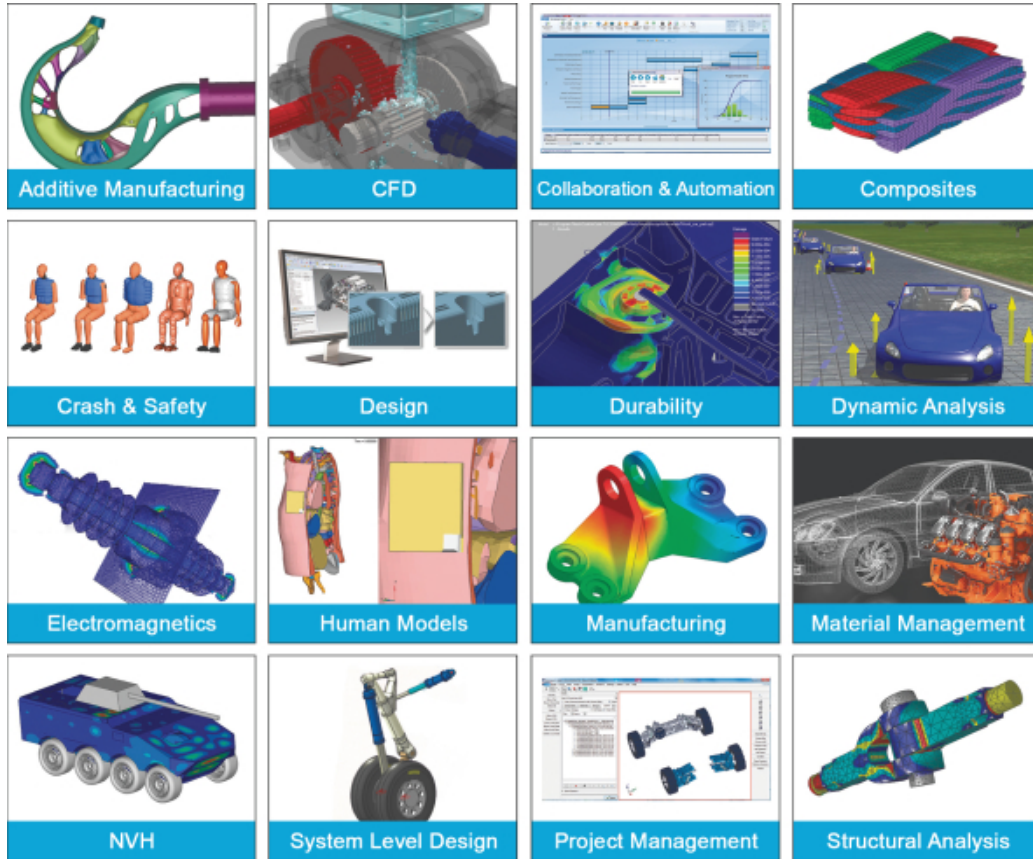 Additive Manufacturing
CFD
Collaboration & Automation
Composites
Crash & Safety
Design
Durability
Dynamic Analysis
Electromagnetics
Human Models
Manufacturing
Material Management
NVH
System Level Design
Project Management
Structural Analysis